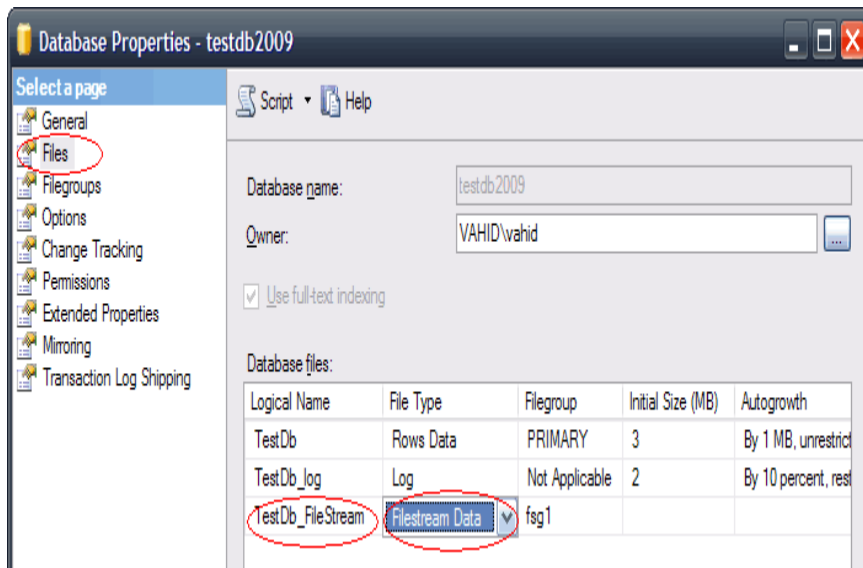 Database Properties - testdb2009
Select a page
General
Files
Filegroups
Options
Change Tracking
Permissions
Extended Properties
Mirroring
Transaction Log Shipping
Script Help
Database name: testdb2009
Owner: VAHID\vahid ...
Use full-text indexing
Database files:
Logical Name File Type Filegroup Initial Size (MB) Autogrowth
TestDb Rows Data PRIMARY 3 By 1 MB, unrestrict
TestDb_log Log Not Applicable 2 By 10 percent, rest
TestDb_FileStream Filestream Data fsg1